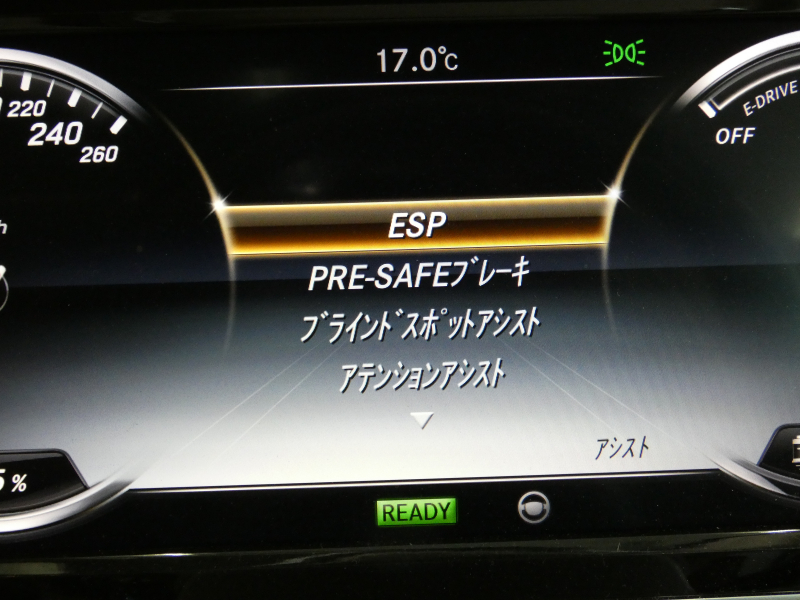 17.0°C
220
240
260
E-DRIVE
OFF
ESP
PRE-SAFEﾌﾞﾚｰｷ
ﾌﾞﾗｲﾝﾄﾞｽﾎﾟｯﾄｱｼｽﾄ
ｱﾃﾝｼｮﾝｱｼｽﾄ
ｱｼｽﾄ
%
READY